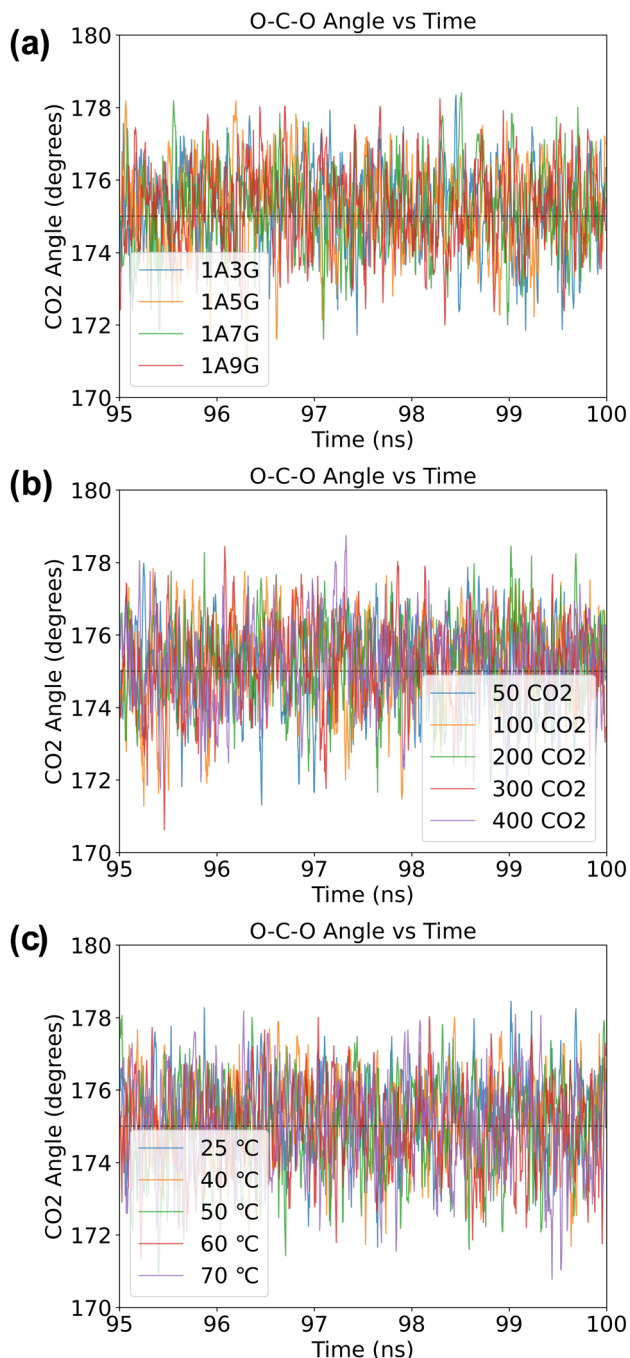 (a)
O-C-O Angle vs Time
180
178
176
174
172
170
CO2 Angle (degrees)
1A3G
1A5G
1A7G
1A9G
95 96 97 98 99 100
Time (ns)
(b)
O-C-O Angle vs Time
180
178
176
174
172
170
CO2 Angle (degrees)
50 CO2
100 CO2
200 CO2
300 CO2
400 CO2
95 96 97 98 99 100
Time (ns)
(c)
O-C-O Angle vs Time
180
178
176
174
172
170
CO2 Angle (degrees)
25 ℃
40 ℃
50 ℃
60 ℃
70 ℃
95 96 97 98 99 100
Time (ns)